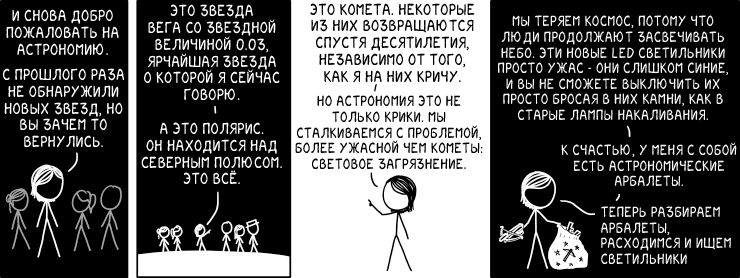 И СНОВА ДОБРО
ПОЖАЛОВАТЬ НА
АСТРОНОМИЮ.
С ПРОШЛОГО РАЗА
НЕ ОБНАРУЖИЛИ
НОВЫХ ЗВЕЗД, НО
ВЫ ЗАЧЕМ ТО
ВЕРНУЛИСЬ.
ЭТО ЗВЕЗДА
ВЕГА СО ЗВЕЗДНОЙ
ВЕЛИЧИНОЙ 0.03,
ЯРЧАЙШАЯ ЗВЕЗДА
О КОТОРОЙ Я СЕЙЧАС
ГОВОРЮ.
А ЭТО ПОЛЯРИС.
ОН НАХОДИТСЯ НАД
СЕВЕРНЫМ ПОЛЮСОМ.
ЭТО ВСЁ.
ЭТО КОМЕТА. НЕКОТОРЫЕ
ИЗ НИХ ВОЗВРАЩАЮТСЯ
СПУСТЯ ДЕСЯТИЛЕТИЯ,
НЕЗАВИСИМО ОТ ТОГО,
КАК Я НА НИХ КРИЧУ.
НО АСТРОНОМИЯ ЭТО НЕ
ТОЛЬКО КРИКИ. МЫ
СТАЛКИВАЕМСЯ С ПРОБЛЕМОЙ,
БОЛЕЕ УЖАСНОЙ ЧЕМ КОМЕТЫ:
СВЕТОВОЕ ЗАГРЯЗНЕНИЕ.
МЫ ТЕРЯЕМ КОСМОС, ПОТОМУ ЧТО
ЛЮДИ ПРОДОЛЖАЮТ ЗАСВЕЧИВАТЬ
НЕБО. ЭТИ НОВЫЕ LED СВЕТИЛЬНИКИ
ПРОСТО УЖАС - ОНИ СЛИШКОМ СИНИЕ,
И ВЫ НЕ СМОЖЕТЕ ВЫКЛЮЧИТЬ ИХ
ПРОСТО БРОСАЯ В НИХ КАМНИ, КАК В
СТАРЫЕ ЛАМПЫ НАКАЛИВАНИЯ.
К СЧАСТЬЮ, У МЕНЯ С СОБОЙ
ЕСТЬ АСТРОНОМИЧЕСКИЕ
АРБАЛЕТЫ.
ТЕПЕРЬ РАЗБИРАЕМ
АРБАЛЕТЫ,
РАСХОДИМСЯ И ИЩЕМ
СВЕТИЛЬНИКИ